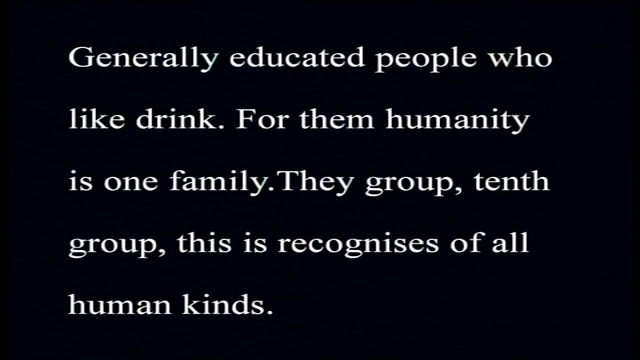 Generally educated people who
like drink. For them humanity
is one family.They group, tenth
group, this is recognises of all
human kinds.